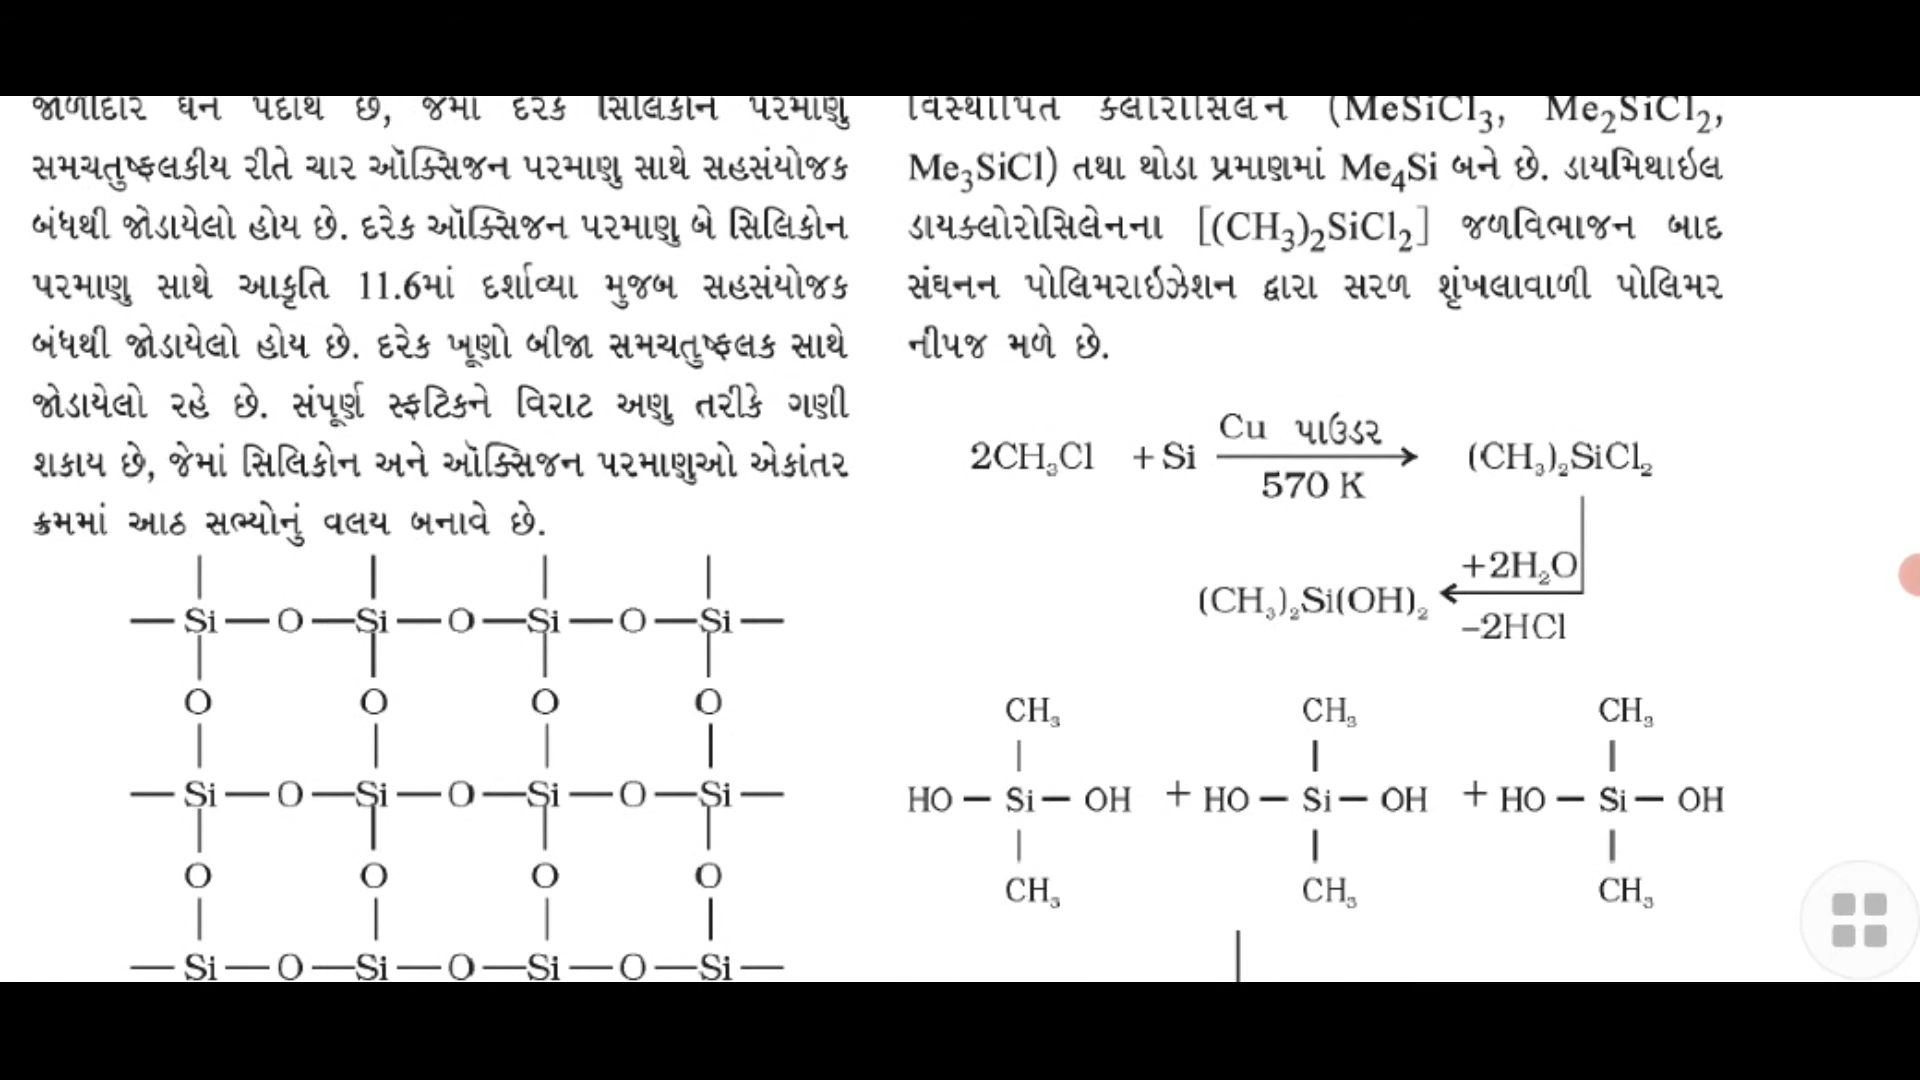 જાળીદાર ઘન પદાર્થ છે, જેમાં દરેક સિલિકોન પરમાણુ
સમચતુષ્ફલકીય રીતે ચાર ઑક્સિજન પરમાણુ સાથે સહસંયોજક
બંધથી જોડાયેલો હોય છે. દરેક ઑક્સિજન પરમાણુ બે સિલિકોન
પરમાણુ સાથે આકૃતિ 11.6માં દર્શાવ્યા મુજબ સહસંયોજક
બંધથી જોડાયેલો હોય છે. દરેક ખૂણો બીજા સમચતુષ્ફલક સાથે
જોડાયેલો રહે છે. સંપૂર્ણ સ્ફટિકને વિરાટ અણુ તરીકે ગણી
શકાય છે, જેમાં સિલિકોન અને ઑક્સિજન પરમાણુઓ એકાંતર
ક્રમમાં આઠ સભ્યોનું વલય બનાવે છે.
— Si — O — Si — O — Si — O — Si —
O O O O
— Si — O — Si — O — Si — O — Si —
O O O O
— Si — O — Si — O — Si — O — Si —
વિસ્થાપિત ક્લોરોસિલેન (MeSiCl₃, Me₂SiCl₂,
Me₃SiCl) તથા થોડા પ્રમાણમાં Me₄Si બને છે. ડાયમિથાઇલ
ડાયક્લોરોસિલેનના [(CH₃)₂SiCl₂] જળવિભાજન બાદ
સંઘનન પોલિમરાઇઝેશન દ્વારા સરળ શૃંખલાવાળી પોલિમર
નીપજ મળે છે.
Cu પાઉડર
2CH₃Cl + Si ⟶ (CH₃)₂SiCl₂
570 K
+2H₂O
(CH₃)₂Si(OH)₂ ⟵
–2HCl
CH₃ CH₃ CH₃
HO — Si — OH + HO — Si — OH + HO — Si — OH
CH₃ CH₃ CH₃